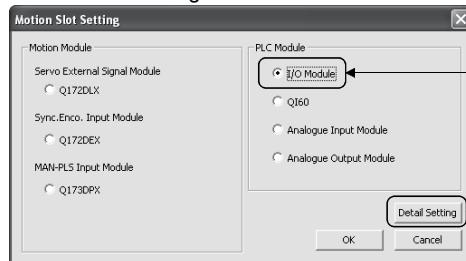 Motion Slot Setting
Motion Module
Servo External Signal Module
Q172DLX
Sync.Enco. Input Module
Q172DEX
MAN-PLS Input Module
Q173DPX
PLC Module
I/O Module
QI60
Analogue Input Module
Analogue Output Module
Detail Setting
OK
Cancel